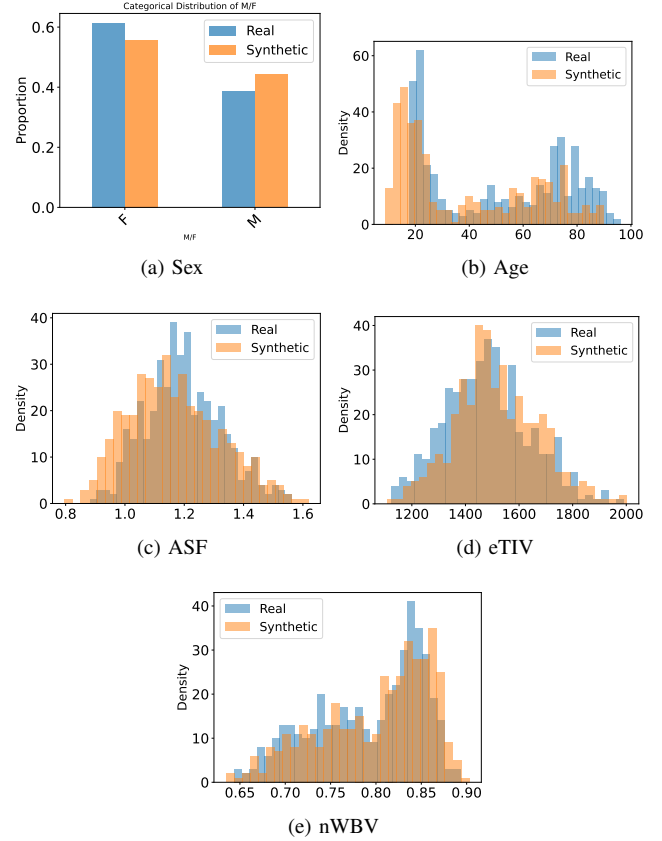 Categorical Distribution of M/F
Proportion
0.6
0.4
0.2
0.0
Real
Synthetic
F
M
M/F
(a) Sex
Density
60
40
20
0
Real
Synthetic
20 40 60 80 100
(b) Age
Density
40
30
20
10
0
Real
Synthetic
0.8 1.0 1.2 1.4 1.6
(c) ASF
Density
40
30
20
10
0
Real
Synthetic
1200 1400 1600 1800 2000
(d) eTIV
Density
40
30
20
10
0
Real
Synthetic
0.65 0.70 0.75 0.80 0.85 0.90
(e) nWBV